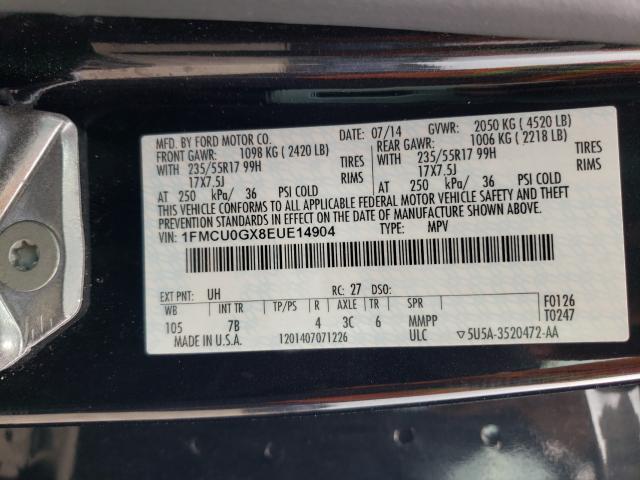 MFD. BY FORD MOTOR CO. DATE: 07/14 GVWR: 2050 KG ( 4520 LB)
FRONT GAWR: 1098 KG ( 2420 LB) REAR GAWR: 1006 KG ( 2218 LB)
WITH 235/55R17 99H TIRES WITH 235/55R17 99H TIRES
17X7.5J RIMS 17X7.5J RIMS
AT 250 kPa/ 36 PSI COLD AT 250 kPa/ 36 PSI COLD
THIS VEHICLE CONFORMS TO ALL APPLICABLE FEDERAL MOTOR VEHICLE SAFETY AND THEFT
PREVENTION STANDARDS IN EFFECT ON THE DATE OF MANUFACTURE SHOWN ABOVE.
VIN: 1FMCU0GX8EUE14904 TYPE: MPV
EXT PNT: UH RC: 27 DSO:
WB INT TR TP/PS R AXLE TR SPR F0126
105 7B 4 3C 6 MMPP T0247
MADE IN U.S.A. 1201407071226 ULC ▽5U5A-3520472-AA